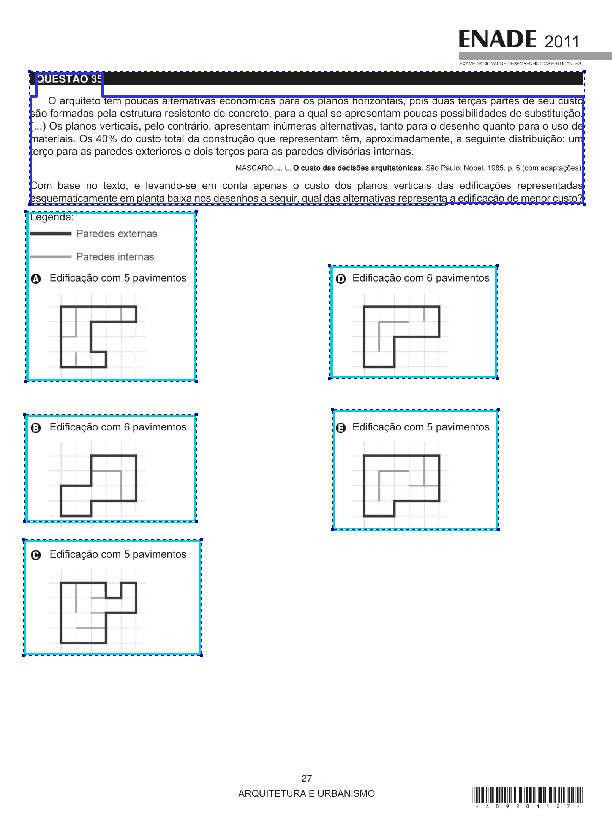 ENADE 2011
EXAME NACIONAL DE DESEMPENHO DOS ESTUDANTES
QUESTÃO 35
O arquiteto tem poucas alternativas econômicas para os planos horizontais, pois duas terças partes de seu custo
são formadas pela estrutura resistente de concreto, para a qual se apresentam poucas possibilidades de substituição.
(...) Os planos verticais, pelo contrário, apresentam inúmeras alternativas, tanto para o desenho quanto para o uso de
materiais. Os 40% do custo total da construção que representam têm, aproximadamente, a seguinte distribuição: um
terço para as paredes exteriores e dois terços para as paredes divisórias internas.
MASCARÓ, J. L. O custo das decisões arquitetônicas. São Paulo: Nobel, 1985, p. 6 (com adaptações).
Com base no texto, e levando-se em conta apenas o custo dos planos verticais das edificações representadas
esquematicamente em planta baixa nos desenhos a seguir, qual das alternativas representa a edificação de menor custo?
Legenda:
Paredes externas
Paredes internas
A Edificação com 5 pavimentos
D Edificação com 6 pavimentos
B Edificação com 6 pavimentos
E Edificação com 5 pavimentos
C Edificação com 5 pavimentos
27
ARQUITETURA E URBANISMO